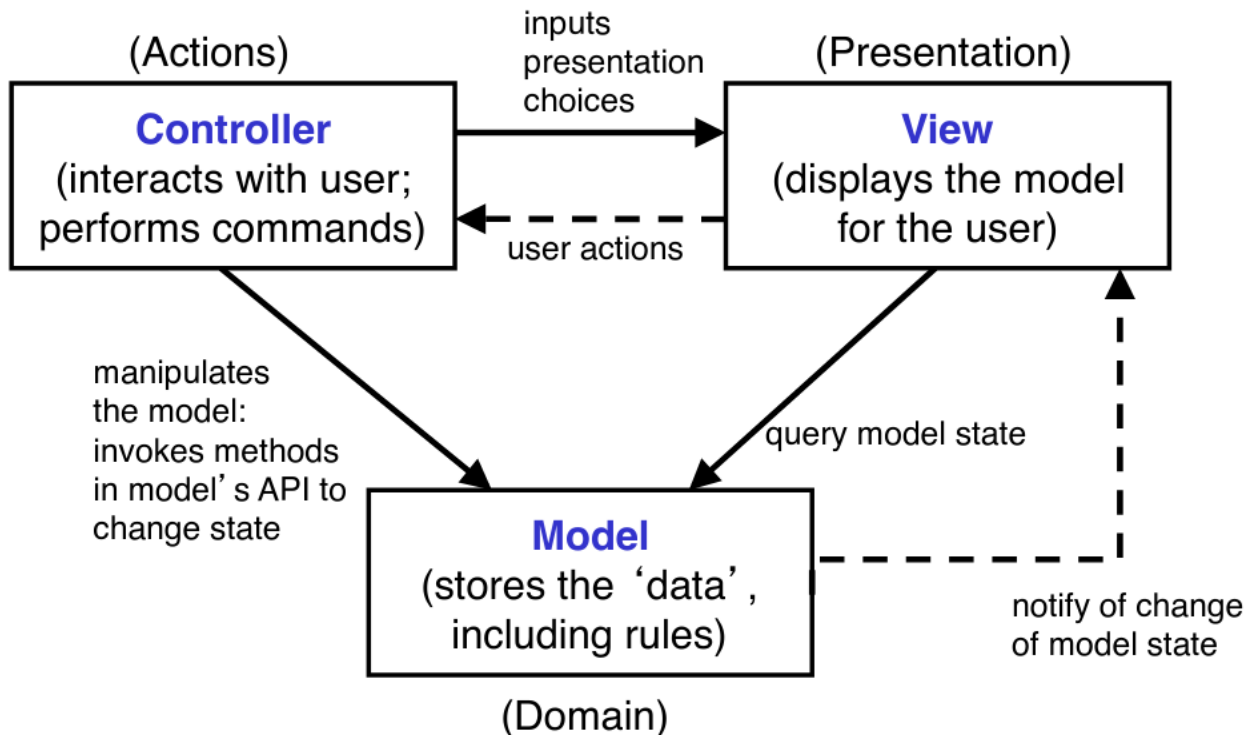 (Actions)
inputs
presentation
choices
(Presentation)
Controller
(interacts with user;
performs commands)
View
(displays the model
for the user)
user actions
manipulates
the model:
invokes methods
in model’s API to
change state
query model state
Model
(stores the ‘data’,
including rules)
notify of change
of model state
(Domain)